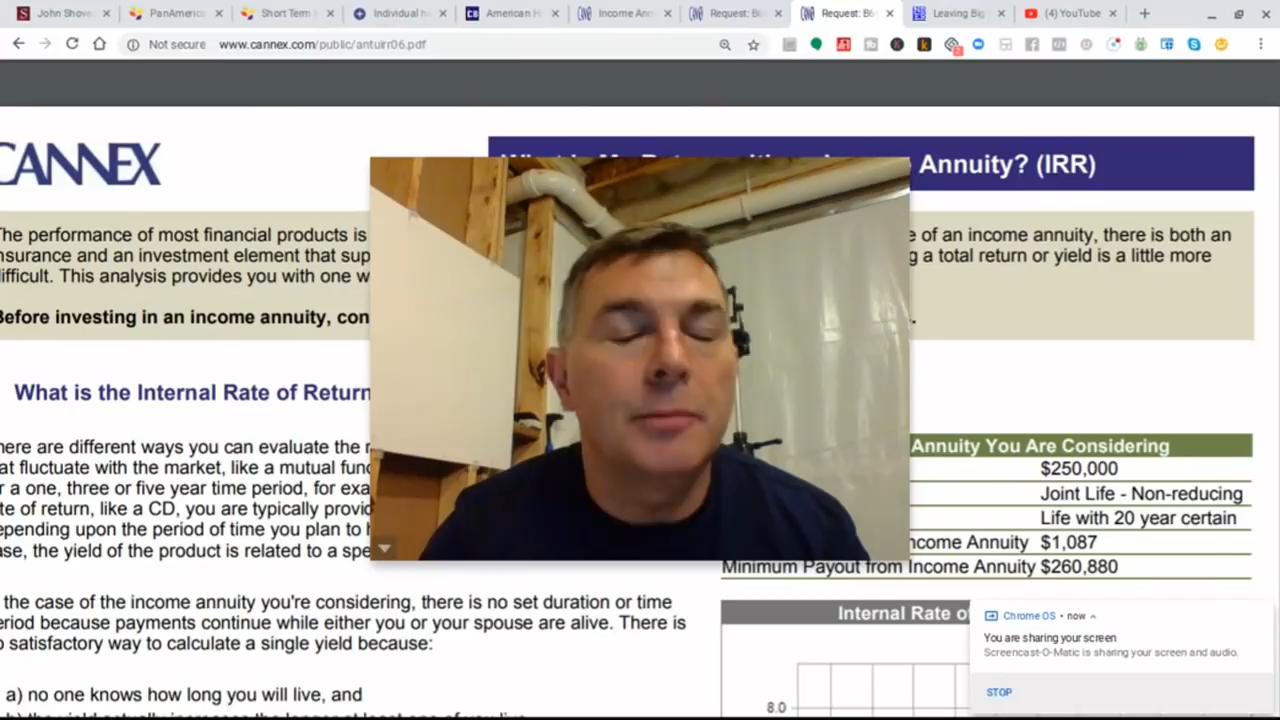 John Shove
PanAmeric
Short Term
Individual h
American H
Income Ann
Request: B6
Request: B6
Leaving Big
(4) YouTube
Not secure
www.cannex.com/public/antuirr06.pdf
CANNEX
Annuity? (IRR)
The performance of most financial products is
e of an income annuity, there is both an
nsurance and an investment element that sup
g a total return or yield is a little more
difficult. This analysis provides you with one w
Before investing in an income annuity, con
What is the Internal Rate of Return
here are different ways you can evaluate the r
at fluctuate with the market, like a mutual func
r a one, three or five year time period, for exa
te of return, like a CD, you are typically provic
epending upon the period of time you plan to h
ase, the yield of the product is related to a spe
Annuity You Are Considering
$250,000
Joint Life - Non-reducing
Life with 20 year certain
ncome Annuity $1,087
Minimum Payout from Income Annuity $260,880
the case of the income annuity you're considering, there is no set duration or time
eriod because payments continue while either you or your spouse are alive. There is
o satisfactory way to calculate a single yield because:
a) no one knows how long you will live, and
Internal Rate of
8.0
Chrome OS • now
You are sharing your screen
Screencast-O-Matic is sharing your screen and audio.
STOP